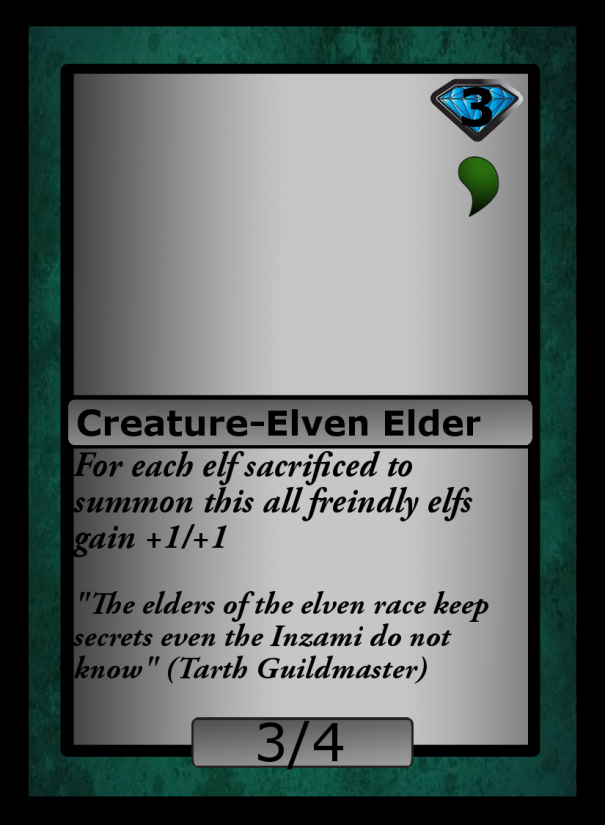 3
Creature-Elven Elder
For each elf sacrificed to
summon this all freindly elfs
gain +1/+1
"The elders of the elven race keep
secrets even the Inzami do not
know" (Tarth Guildmaster)
3/4